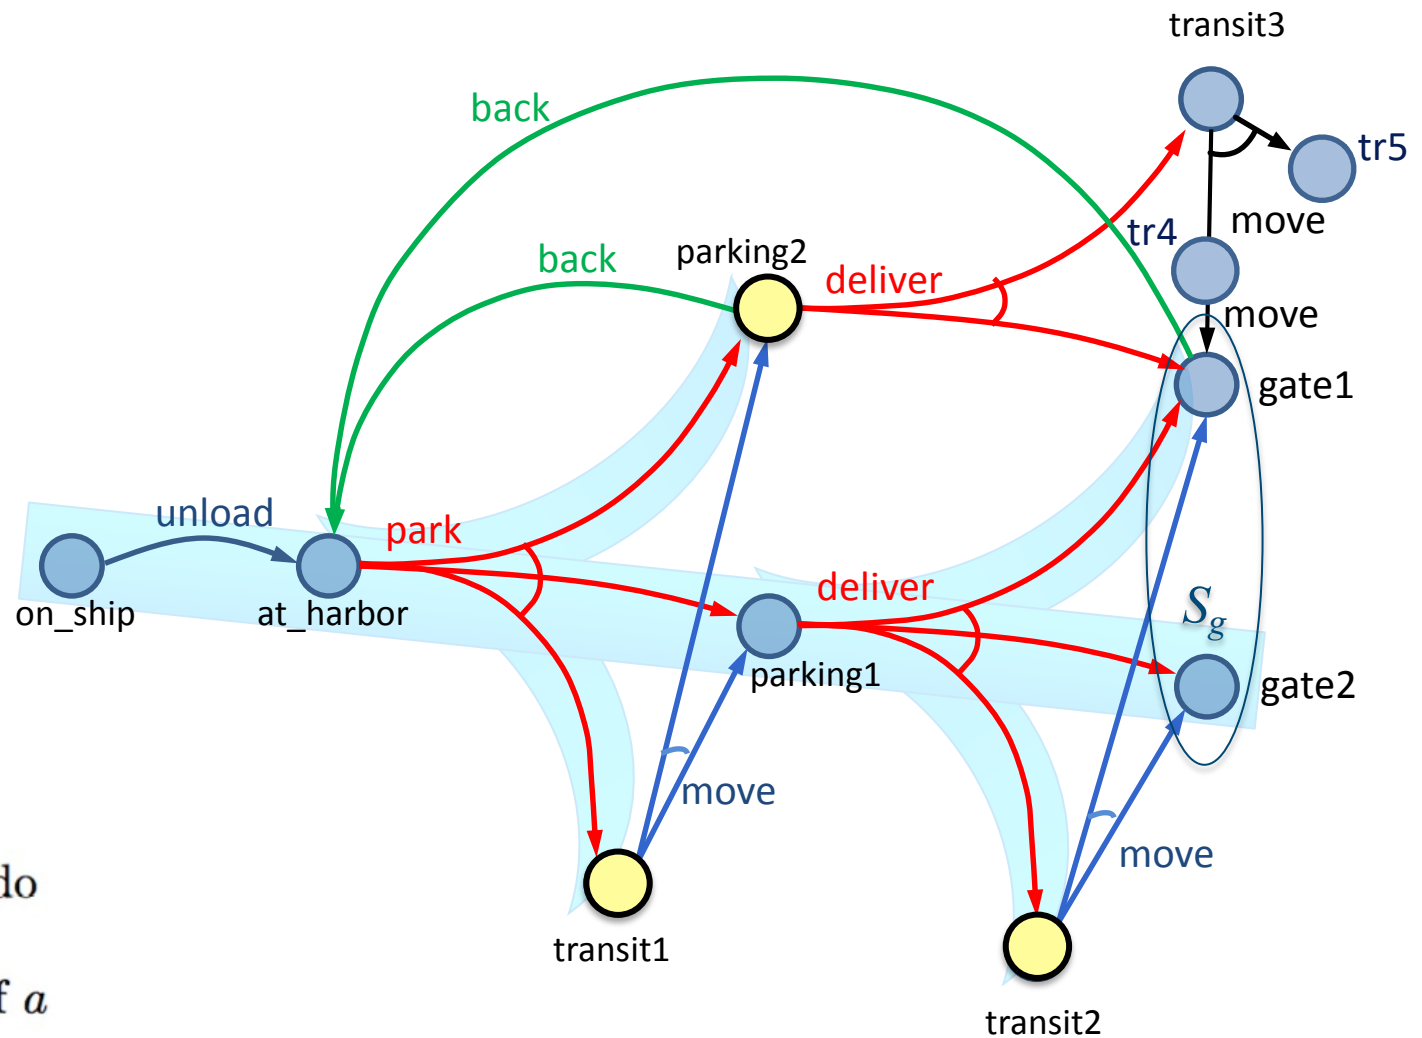 transit3
back
tr5
move
tr4
parking2
back
deliver
move
gate1
unload
park
deliver
S_g
on_ship
at_harbor
parking1
gate2
move
move
do
transit1
a
transit2